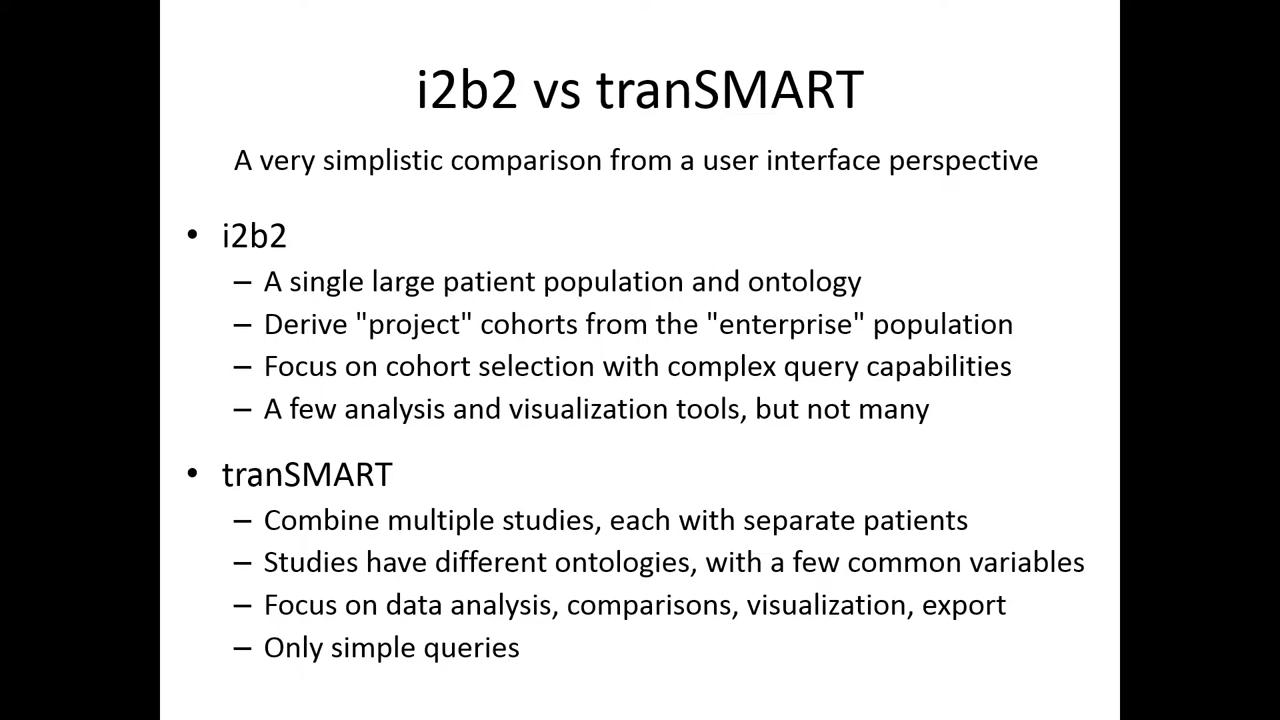 i2b2 vs tranSMART
A very simplistic comparison from a user interface perspective
• i2b2
– A single large patient population and ontology
– Derive "project" cohorts from the "enterprise" population
– Focus on cohort selection with complex query capabilities
– A few analysis and visualization tools, but not many
• tranSMART
– Combine multiple studies, each with separate patients
– Studies have different ontologies, with a few common variables
– Focus on data analysis, comparisons, visualization, export
– Only simple queries